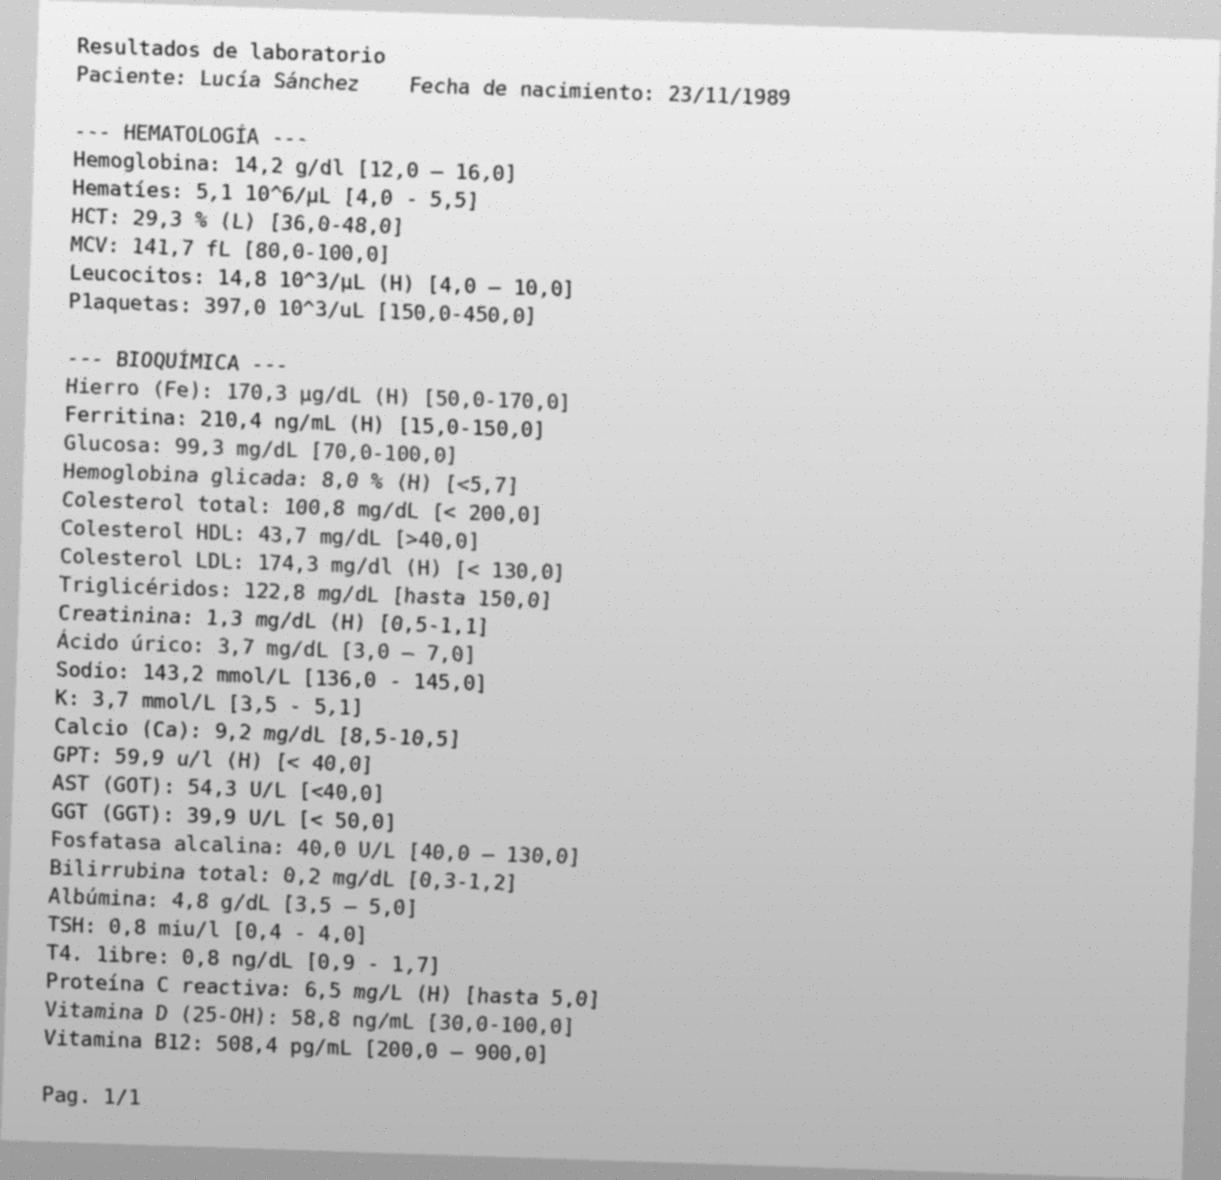 Resultados de laboratorio
Paciente: Lucía Sánchez    Fecha de nacimiento: 23/11/1989

--- HEMATOLOGÍA ---
Hemoglobina: 14,2 g/dl [12,0 – 16,0]
Hematíes: 5,1 10^6/µL [4,0 - 5,5]
HCT: 29,3 % (L) [36,0-48,0]
MCV: 141,7 fL [80,0-100,0]
Leucocitos: 14,8 10^3/µL (H) [4,0 – 10,0]
P1aquetas: 397,0 10^3/uL [150,0-450,0]

--- BIOQUÍMICA ---
Hierro (Fe): 170,3 µg/dL (H) [50,0-170,0]
Ferritina: 210,4 ng/mL (H) [15,0-150,0]
Glucosa: 99,3 mg/dL [70,0-100,0]
Hemoglobina glicada: 8,0 % (H) [<5,7]
Colesterol total: 100,8 mg/dL [< 200,0]
Colesterol HDL: 43,7 mg/dL [>40,0]
Colesterol LDL: 174,3 mg/dl (H) [< 130,0]
Triglicéridos: 122,8 mg/dL [hasta 150,0]
Creatinina: 1,3 mg/dL (H) [0,5-1,1]
Ácido úrico: 3,7 mg/dL [3,0 – 7,0]
Sodio: 143,2 mmol/L [136,0 - 145,0]
K: 3,7 mmol/L [3,5 - 5,1]
Calcio (Ca): 9,2 mg/dL [8,5-10,5]
GPT: 59,9 u/l (H) [< 40,0]
AST (GOT): 54,3 U/L [<40,0]
GGT (GGT): 39,9 U/L [< 50,0]
Fosfatasa alcalina: 40,0 U/L [40,0 – 130,0]
Bilirrubina total: 0,2 mg/dL [0,3-1,2]
Albúmina: 4,8 g/dL [3,5 – 5,0]
TSH: 0,8 miu/l [0,4 - 4,0]
T4. 1ibre: 0,8 ng/dL [0,9 - 1,7]
Proteína C reactiva: 6,5 mg/L (H) [hasta 5,0]
Vitamina D (25-OH): 58,8 ng/mL [30,0-100,0]
Vitamina B12: 508,4 pg/mL [200,0 – 900,0]

Pag. 1/1